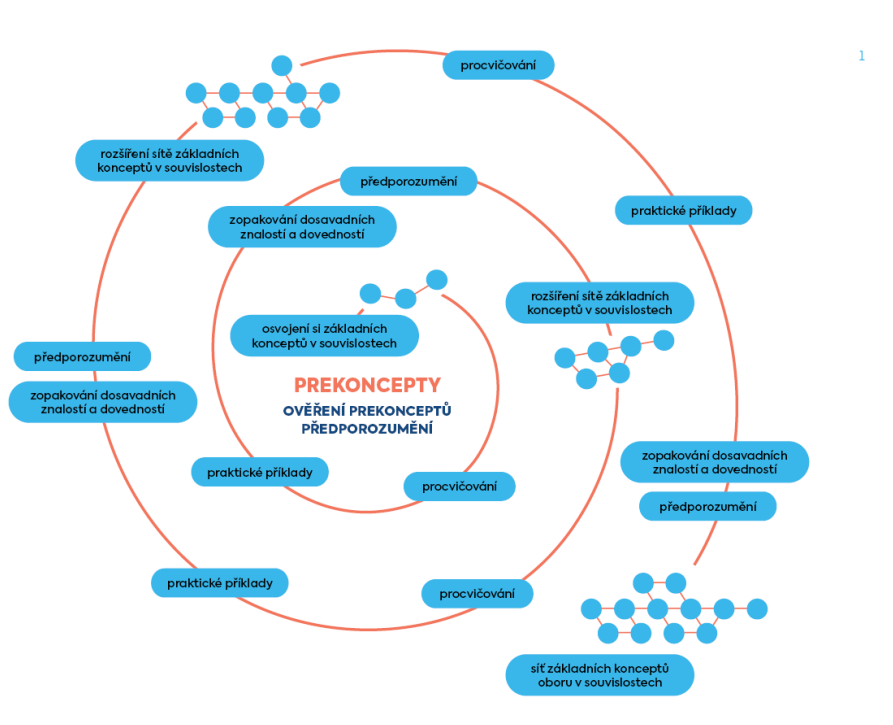 1
procvičování
rozšíření sítě základních
konceptů v souvislostech
předporozumění
praktické příklady
zopakování dosavadních
znalostí a dovedností
rozšíření sítě základních
konceptů v souvislostech
osvojení si základních
konceptů v souvislostech
předporozumění
zopakování dosavadních
znalostí a dovedností
PREKONCEPTY
OVĚŘENÍ PREKONCEPTŮ
PŘEDPOROZUMĚNÍ
zopakování dosavadních
znalostí a dovedností
předporozumění
praktické příklady
procvičování
praktické příklady
procvičování
síť základních konceptů
oboru v souvislostech